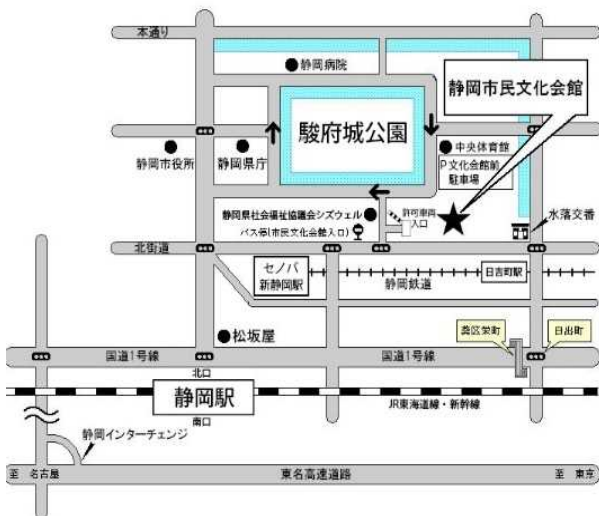 本通り
静岡病院
静岡市民文化会館
駿府城公園
静岡市役所
静岡県庁
中央体育館
P文化会館前
駐車場
静岡県社会福祉協議会シズウェル
許可車両
入口
水落交番
バス停(市民文化会館入口)
北街道
セノバ
新静岡駅
日吉町駅
静岡鉄道
松坂屋
葵区栄町
日出町
国道1号線
国道1号線
北口
静岡駅
南口
JR東海道線・新幹線
静岡インターチェンジ
至 名古屋
東名高速道路
至 東京